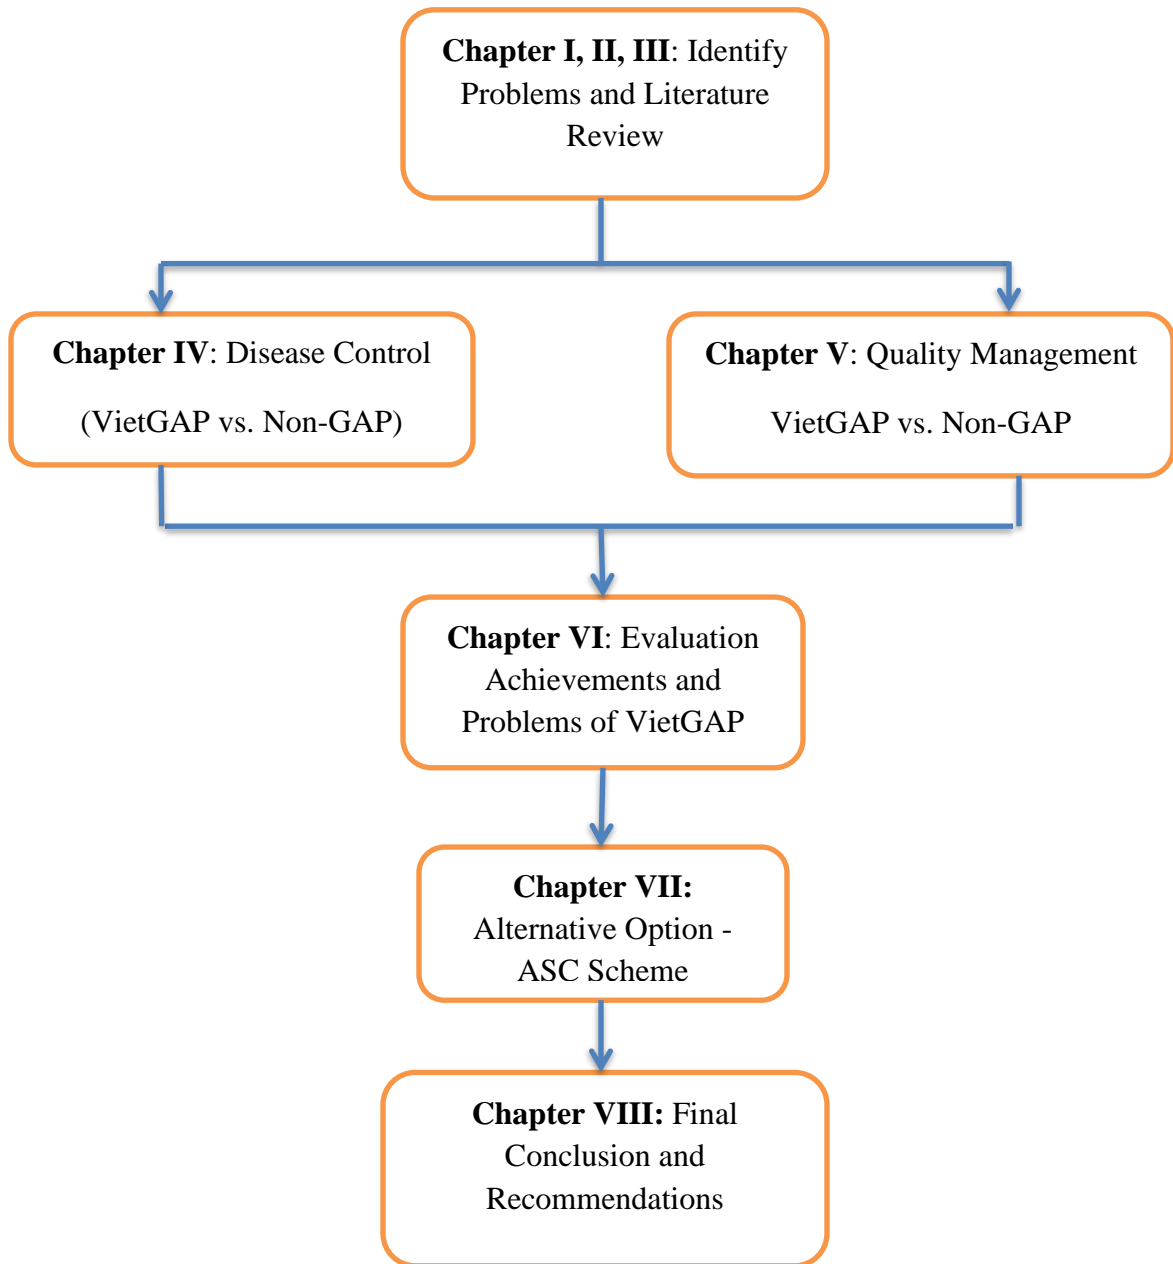 Chapter I, II, III: Identify
Problems and Literature
Review
Chapter IV: Disease Control
(VietGAP vs. Non-GAP)
Chapter V: Quality Management
VietGAP vs. Non-GAP
Chapter VI: Evaluation
Achievements and
Problems of VietGAP
Chapter VII:
Alternative Option -
ASC Scheme
Chapter VIII: Final
Conclusion and
Recommendations